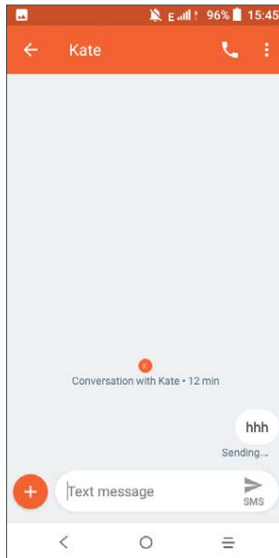 E 96% 15:45
Kate
K
Conversation with Kate • 12 min
hhh
Sending...
Text message
SMS